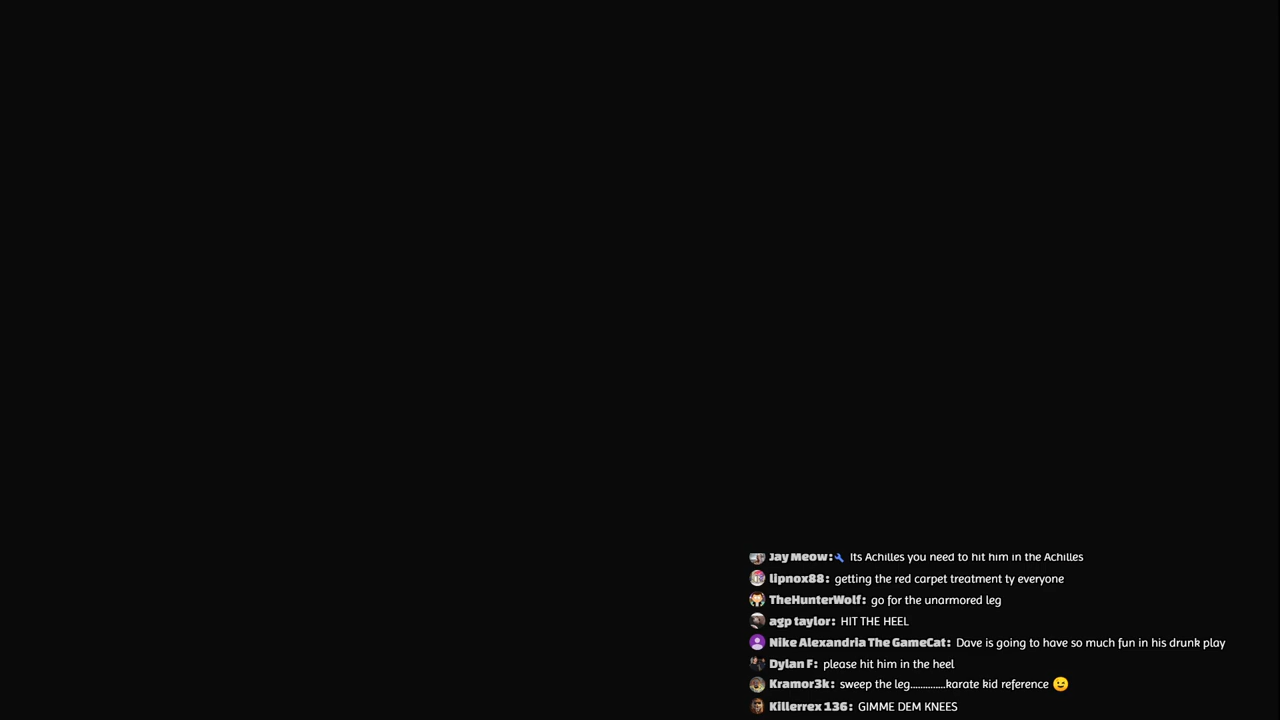 Jay Meow: Its Achilles you need to hit him in the Achilles
lipnox88: getting the red carpet treatment ty everyone
TheHunterWolf: go for the unarmored leg
agp taylor: HIT THE HEEL
Nike Alexandria The GameCat: Dave is going to have so much fun in his drunk play
Dylan F: please hit him in the heel
Kramor3k: sweep the leg..............karate kid reference 😉
Killerrex 136: GIMME DEM KNEES